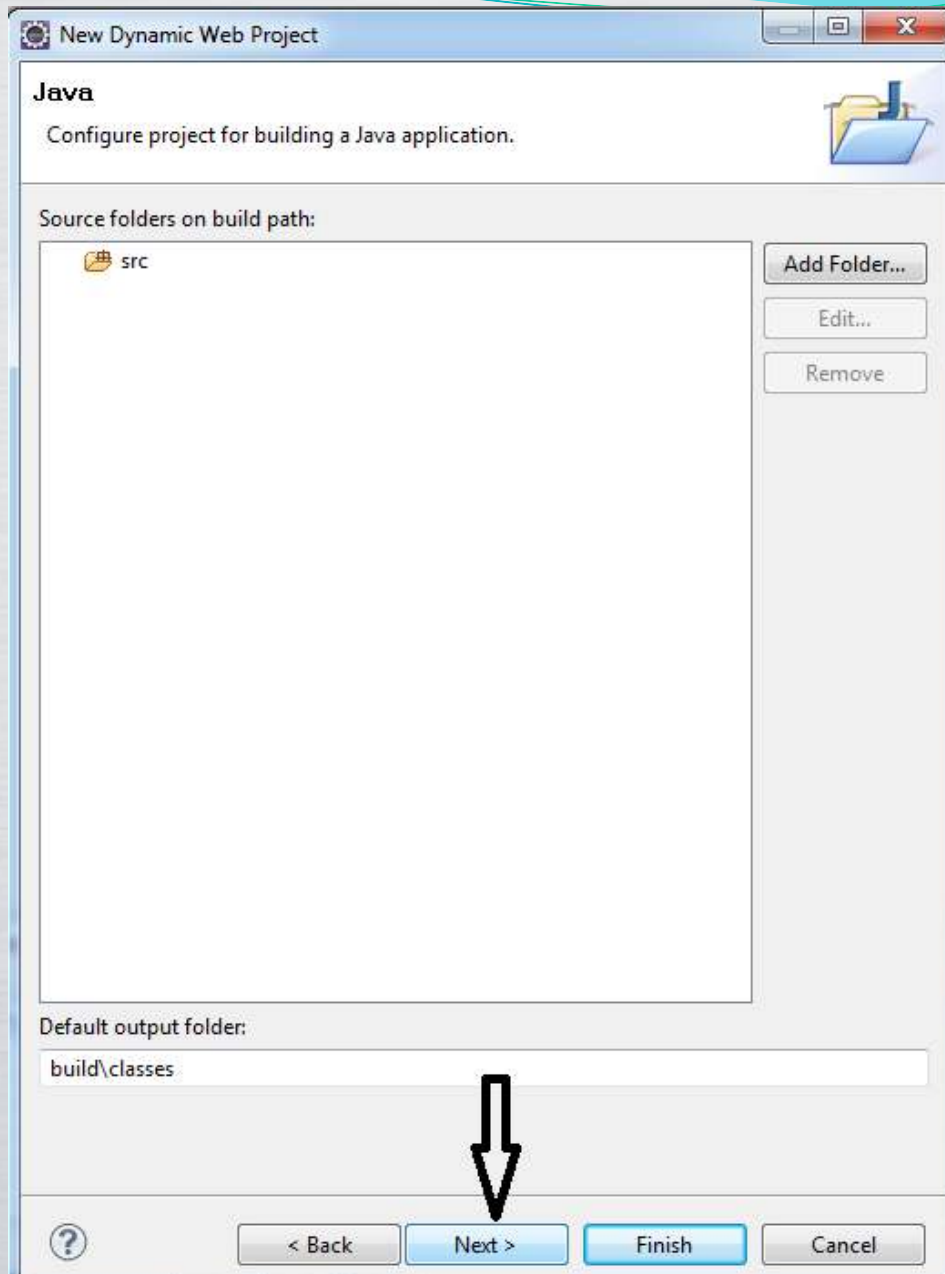 New Dynamic Web Project
Java
Configure project for building a Java application.
Source folders on build path:
src
Add Folder...
Edit...
Remove
Default output folder:
build\classes
< Back
Next >
Finish
Cancel